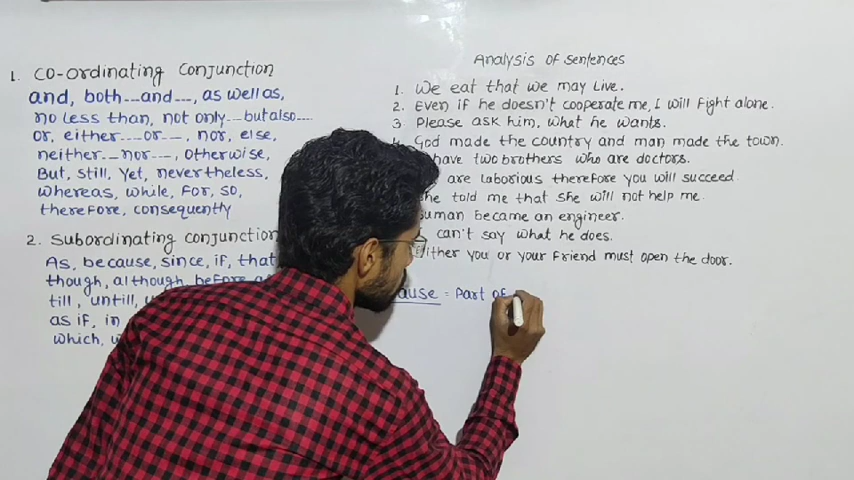 1. Co-ordinating Conjunction
and, both---and---, as well as,
no less than, not only---but also---
or, either---or---, nor, else,
neither---nor---, otherwise,
But, still, yet, nevertheless,
whereas, while, For, so,
therefore, consequently
2. Subordinating conjunction
As, because, since, if, that
though, although, before
till, untill,
as if, in
which,
Analysis of sentences
1. We eat that we may Live.
2. Even if he doesn't cooperate me, I will fight alone.
3. Please ask him, what he wants.
God made the country and man made the town.
have two brothers who are doctors.
are laborious therefore you will succeed.
she told me that she will not help me.
became an engineer.
can't say what he does.
Either you or your friend must open the door.
= Part of